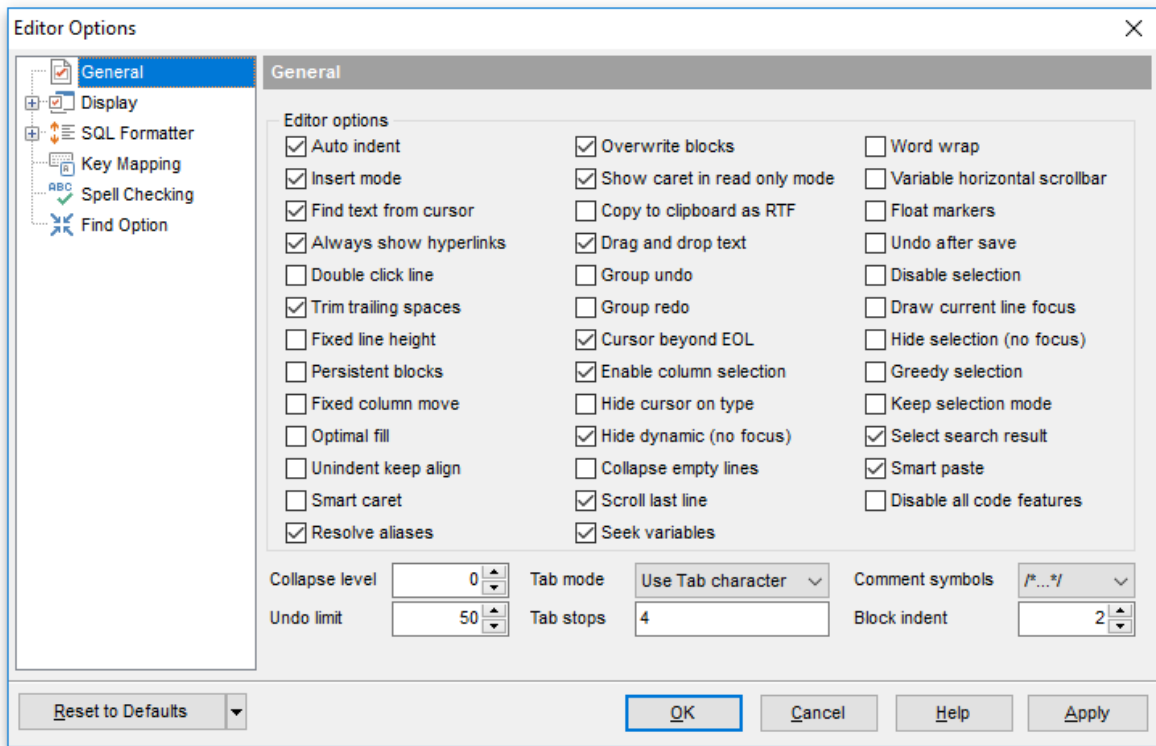 Editor Options
General
Display
SQL Formatter
Key Mapping
ABC
Spell Checking
Find Option
General
Editor options
Auto indent
Insert mode
Find text from cursor
Always show hyperlinks
Double click line
Trim trailing spaces
Fixed line height
Persistent blocks
Fixed column move
Optimal fill
Unindent keep align
Smart caret
Resolve aliases
Overwrite blocks
Show caret in read only mode
Copy to clipboard as RTF
Drag and drop text
Group undo
Group redo
Cursor beyond EOL
Enable column selection
Hide cursor on type
Hide dynamic (no focus)
Collapse empty lines
Scroll last line
Seek variables
Word wrap
Variable horizontal scrollbar
Float markers
Undo after save
Disable selection
Draw current line focus
Hide selection (no focus)
Greedy selection
Keep selection mode
Select search result
Smart paste
Disable all code features
Collapse level 0 Tab mode Use Tab character Comment symbols /*...*/
Undo limit 50 Tab stops 4 Block indent 2
Reset to Defaults OK Cancel Help Apply